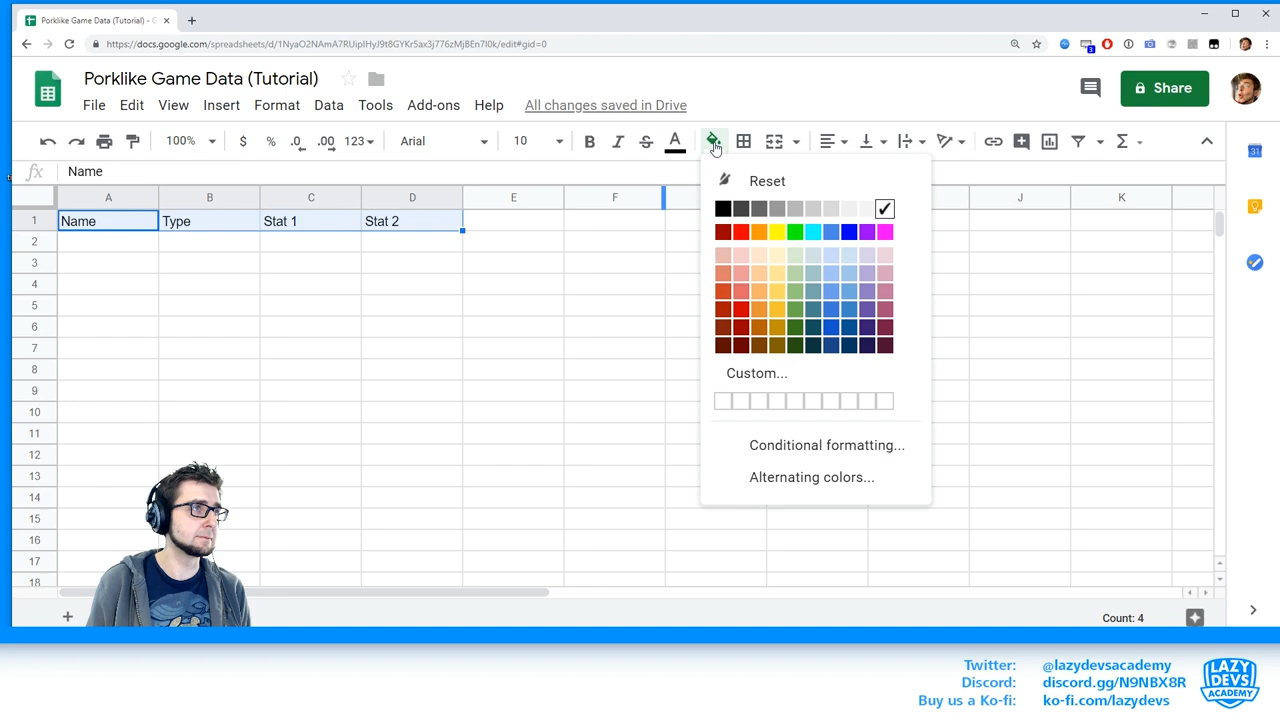 Porklike Game Data (Tutorial) - G
https://docs.google.com/spreadsheets/d/1NyaO2NAmA7RUipIHyJ9t8GYKrSax3j776zMjBEn7I0k/edit#gid=0
Porklike Game Data (Tutorial)
File Edit View Insert Format Data Tools Add-ons Help All changes saved in Drive
Share
100% $ % .0 .00 123 Arial 10 B I S A Σ
fx Name
A B C D E F J K
1 Name Type Stat 1 Stat 2
2
3
4
5
6
7
8
9
10
11
12
13
14
15
16
17
18
Reset
Custom...
Conditional formatting...
Alternating colors...
31
Count: 4
Twitter: @lazydevsacademy
Discord: discord.gg/N9NBX8R
Buy us a Ko-fi: ko-fi.com/lazydevs
LAZY
DEVS
ACADEMY